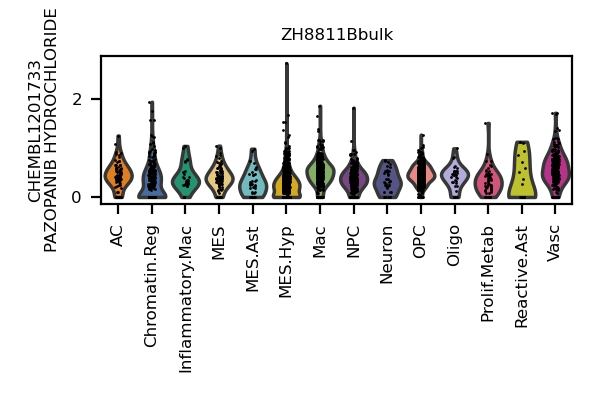 ZH8811Bbulk
CHEMBL1201733
PAZOPANIB HYDROCHLORIDE
2
0
AC
Chromatin.Reg
Inflammatory.Mac
MES
MES.Ast
MES.Hyp
Mac
NPC
Neuron
OPC
Oligo
Prolif.Metab
Reactive.Ast
Vasc